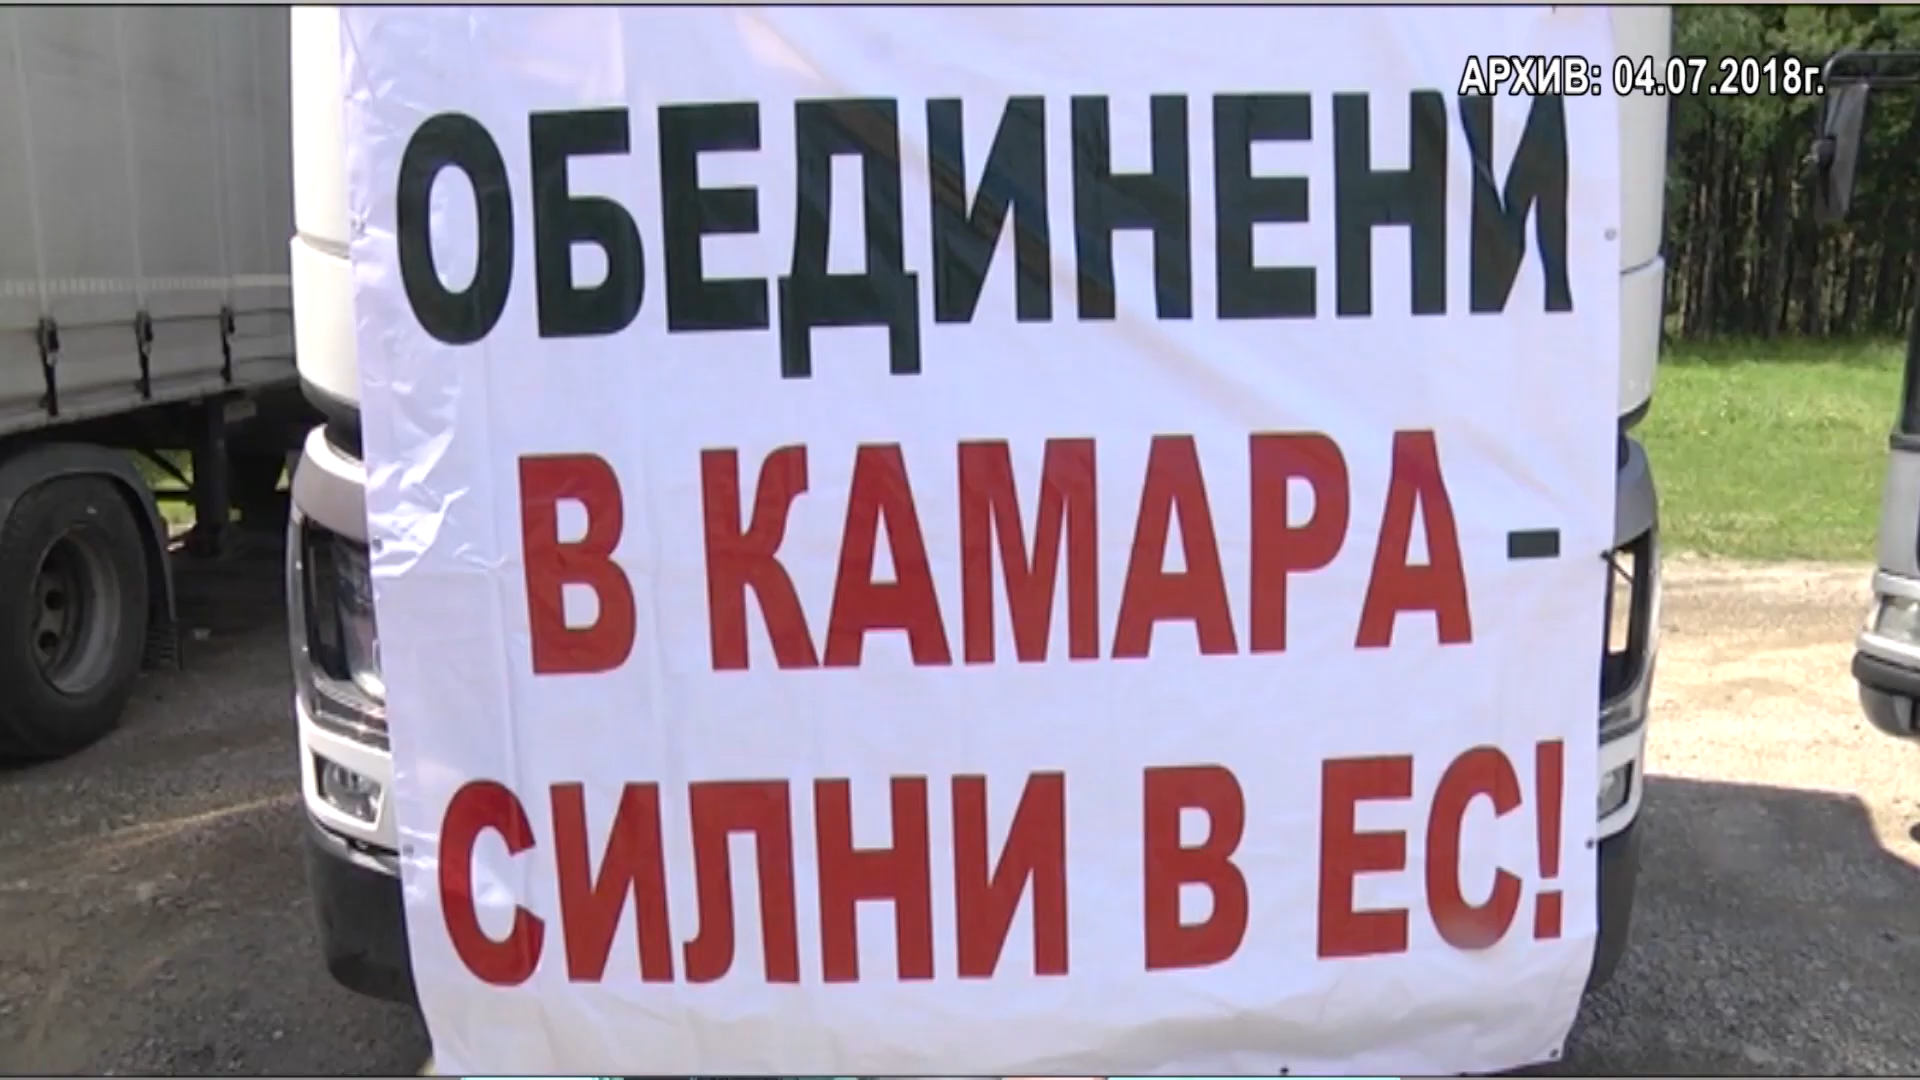 АРХИВ: 04.07.2018г.
ОБЕДИНЕНИ
В КАМАРА -
СИЛНИ В ЕС!